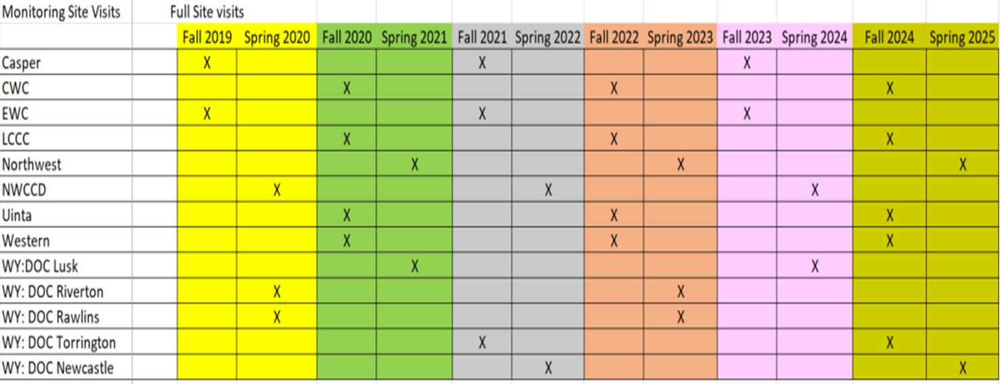 Monitoring Site Visits Full Site visits
Fall 2019 Spring 2020 Fall 2020 Spring 2021 Fall 2021 Spring 2022 Fall 2022 Spring 2023 Fall 2023 Spring 2024 Fall 2024 Spring 2025
Casper X X X
CWC X X X
EWC X X X
LCCC X X X
Northwest X X X
NWCCD X X X
Uinta X X X
Western X X X
WY:DOC Lusk X X
WY: DOC Riverton X X
WY: DOC Rawlins X X
WY: DOC Torrington X X
WY: DOC Newcastle X X